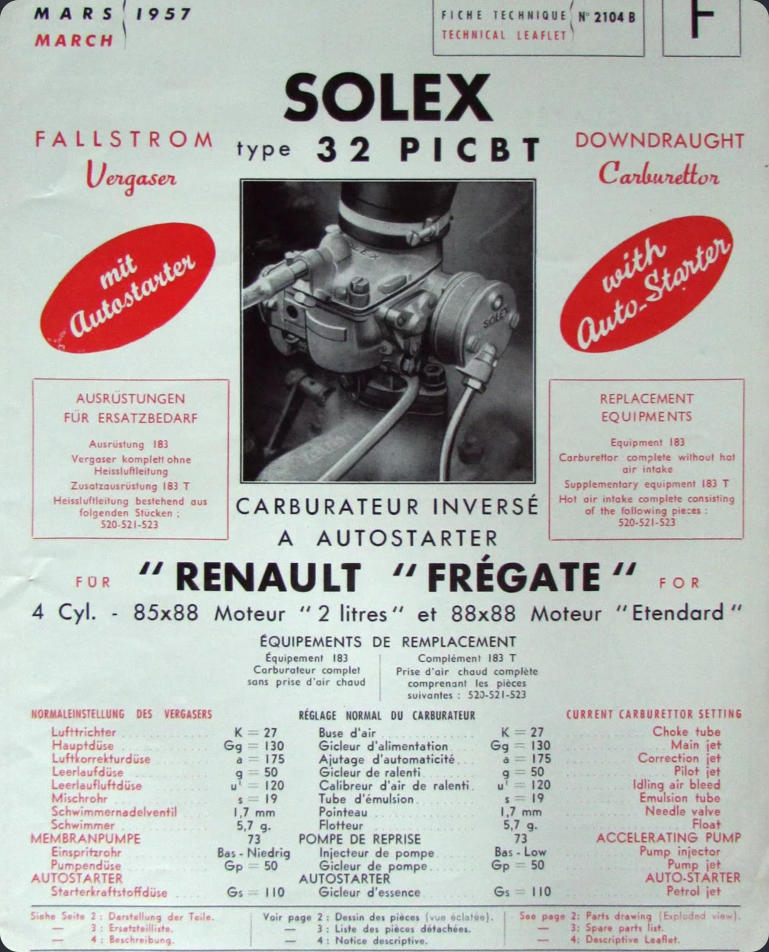 MARS 1957
MARCH
FICHE TECHNIQUE N° 2104 B
TECHNICAL LEAFLET
F
SOLEX
type 32 PICBT
FALLSTROM
Vergaser
DOWNDRAUGHT
Carburettor
mit
Autostarter
with
Auto-Starter
SOLEX
SOLEX
AUSRÜSTUNGEN
FÜR ERSATZBEDARF
Ausrüstung 183
Vergaser komplett ohne
Heissluftleitung
Zusatzausrüstung 183 T
Heissluftleitung bestehend aus
folgenden Stücken :
520-521-523
REPLACEMENT
EQUIPMENTS
Equipment 183
Carburettor complete without hot
air intake
Supplementary equipment 183 T
Hot air intake complete consisting
of the following pieces :
520-521-523
CARBURATEUR INVERSÉ
A AUTOSTARTER
FÜR "RENAULT "FRÉGATE" FOR
4 Cyl. - 85x88 Moteur "2 litres" et 88x88 Moteur "Etendard"
ÉQUIPEMENTS DE REMPLACEMENT
Équipement 183
Carburateur complet
sans prise d'air chaud
Complément 183 T
Prise d'air chaud complète
comprenant les pièces
suivantes : 520-521-523
NORMALEINSTELLUNG DES VERGASERS RÉGLAGE NORMAL DU CARBURATEUR CURRENT CARBURETTOR SETTING
Lufttrichter K = 27 Buse d'air K = 27 Choke tube
Hauptdüse Gg = 130 Gicleur d'alimentation Gg = 130 Main jet
Luftkorrekturdüse a = 175 Ajutage d'automaticité a = 175 Correction jet
Leerlaufdüse g = 50 Gicleur de ralenti g = 50 Pilot jet
Leerlaufluftdüse u¹ = 120 Calibreur d'air de ralenti u¹ = 120 Idling air bleed
Mischrohr s = 19 Tube d'émulsion s = 19 Emulsion tube
Schwimmernadelventil 1,7 mm Pointeau 1,7 mm Needle valve
Schwimmer 5,7 g. Flotteur 5,7 g. Float
MEMBRANPUMPE 73 POMPE DE REPRISE 73 ACCELERATING PUMP
Einspritzrohr Bas - Niedrig Injecteur de pompe Bas - Low Pump injector
Pumpendüse Gp = 50 Gicleur de pompe Gp = 50 Pump jet
AUTOSTARTER AUTOSTARTER AUTO-STARTER
Starterkraftstoffdüse Gs = 110 Gicleur d'essence Gs = 110 Petrol jet
Siehe Seite 2 : Darstellung der Teile.
— 3 : Ersatzteilliste.
— 4 : Beschreibung.
Voir page 2 : Dessin des pièces (vue éclatée).
— 3 : Liste des pièces détachées.
— 4 : Notice descriptive.
See page 2: Parts drawing (Exploded view).
— 3: Spare parts list.
— 4: Descriptive Leaflet.